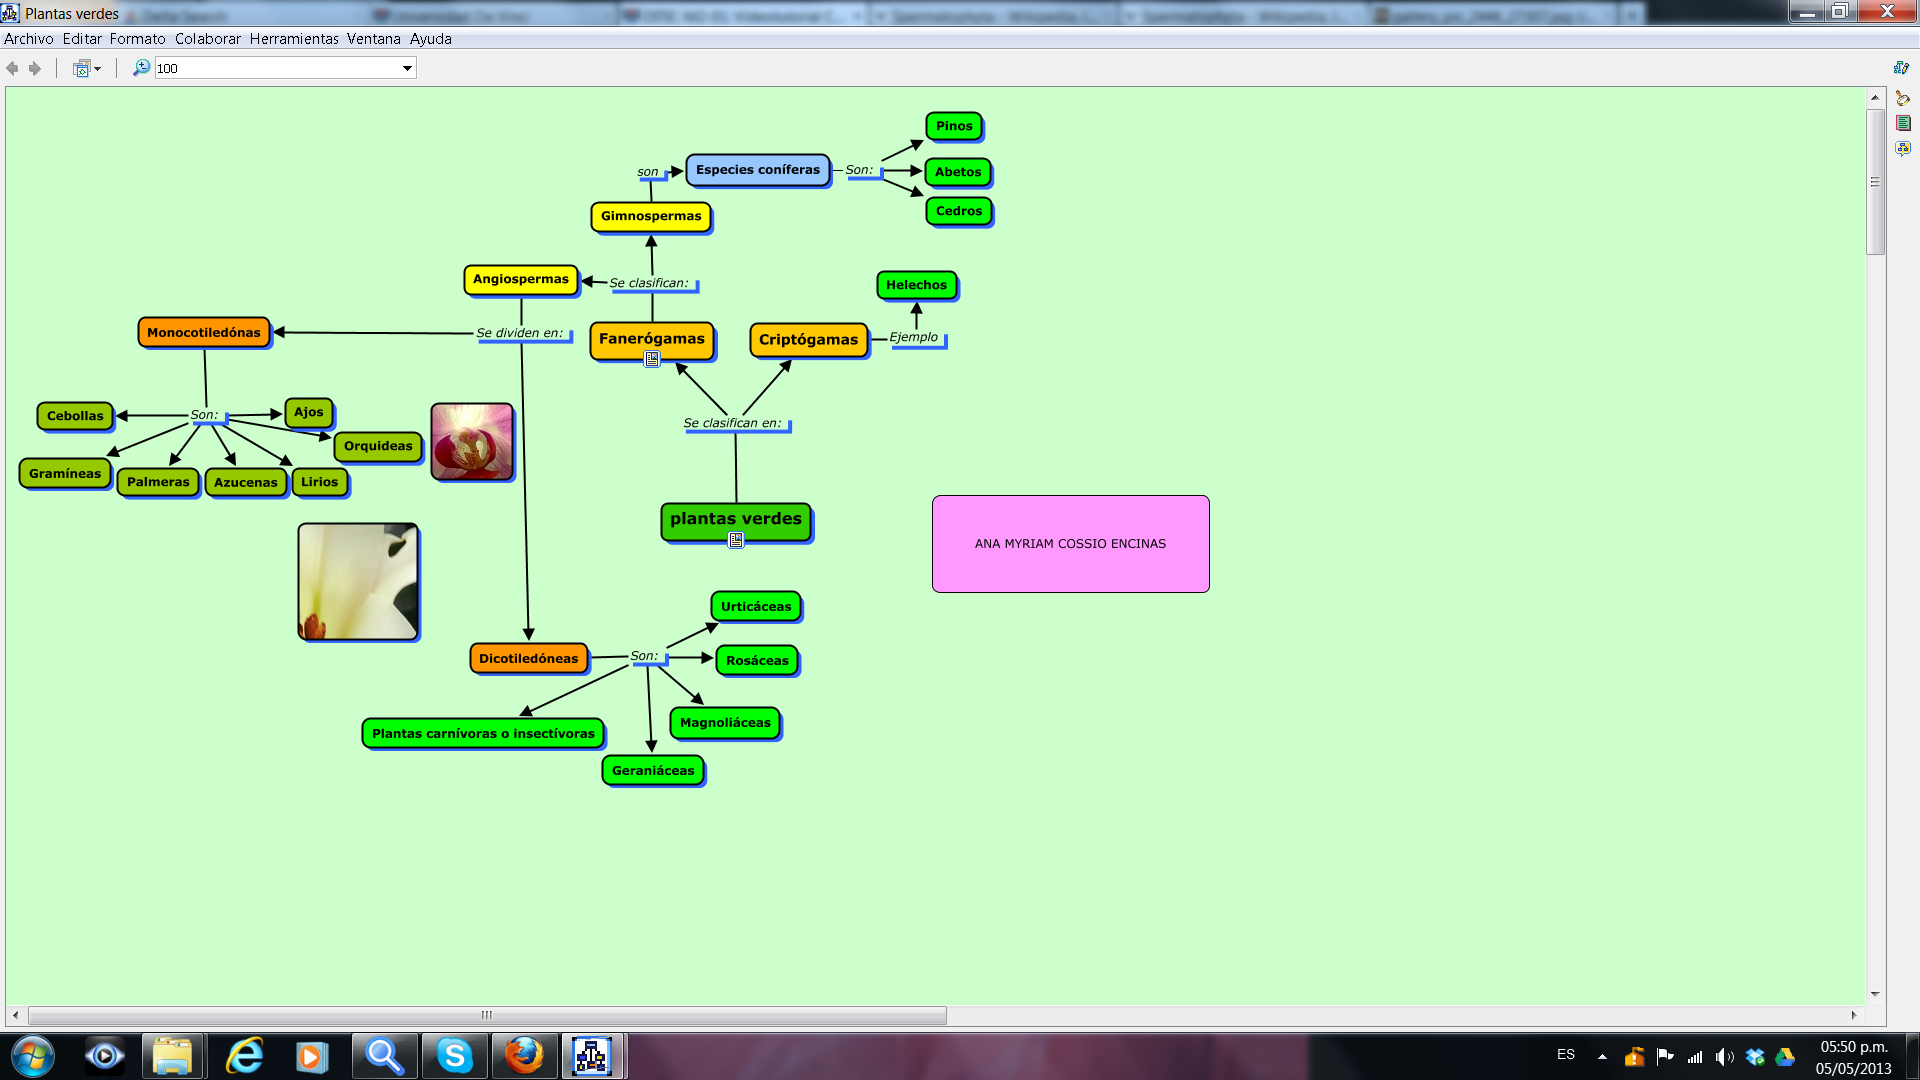 Plantas verdes
Archivo Editar Formato Colaborar Herramientas Ventana Ayuda
100
Pinos
son
Especies coníferas
Son:
Abetos
Gimnospermas
Cedros
Angiospermas
Se clasifican:
Helechos
Monocotiledónas
Se dividen en:
Fanerógamas
Criptógamas
Ejemplo
Cebollas
Son:
Ajos
Orquideas
Se clasifican en:
Gramíneas
Palmeras
Azucenas
Lirios
plantas verdes
ANA MYRIAM COSSIO ENCINAS
Urticáceas
Dicotiledóneas
Son:
Rosáceas
Magnoliáceas
Plantas carnívoras o insectívoras
Geraniáceas
ES
05:50 p.m.
05/05/2013